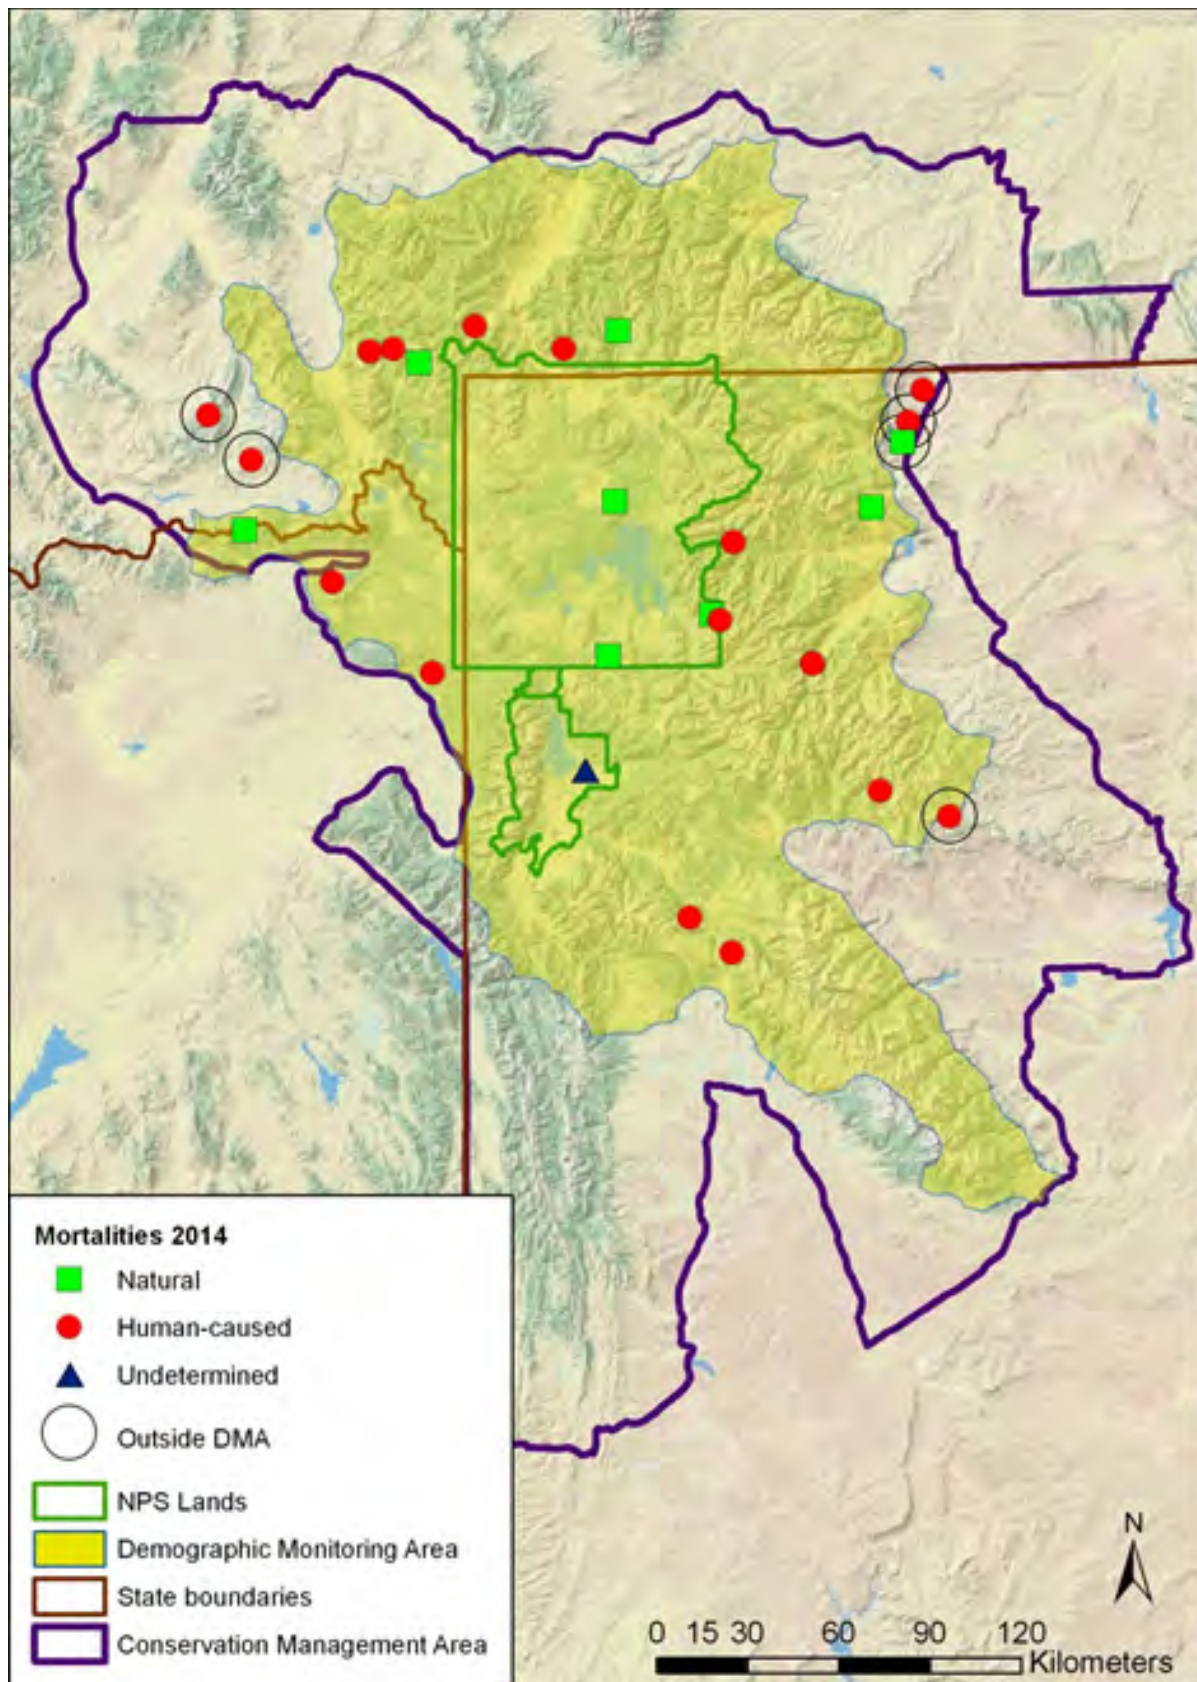 Mortalities 2014
Natural
Human-caused
Undetermined
Outside DMA
NPS Lands
Demographic Monitoring Area
State boundaries
Conservation Management Area
N
0 15 30 60 90 120
Kilometers